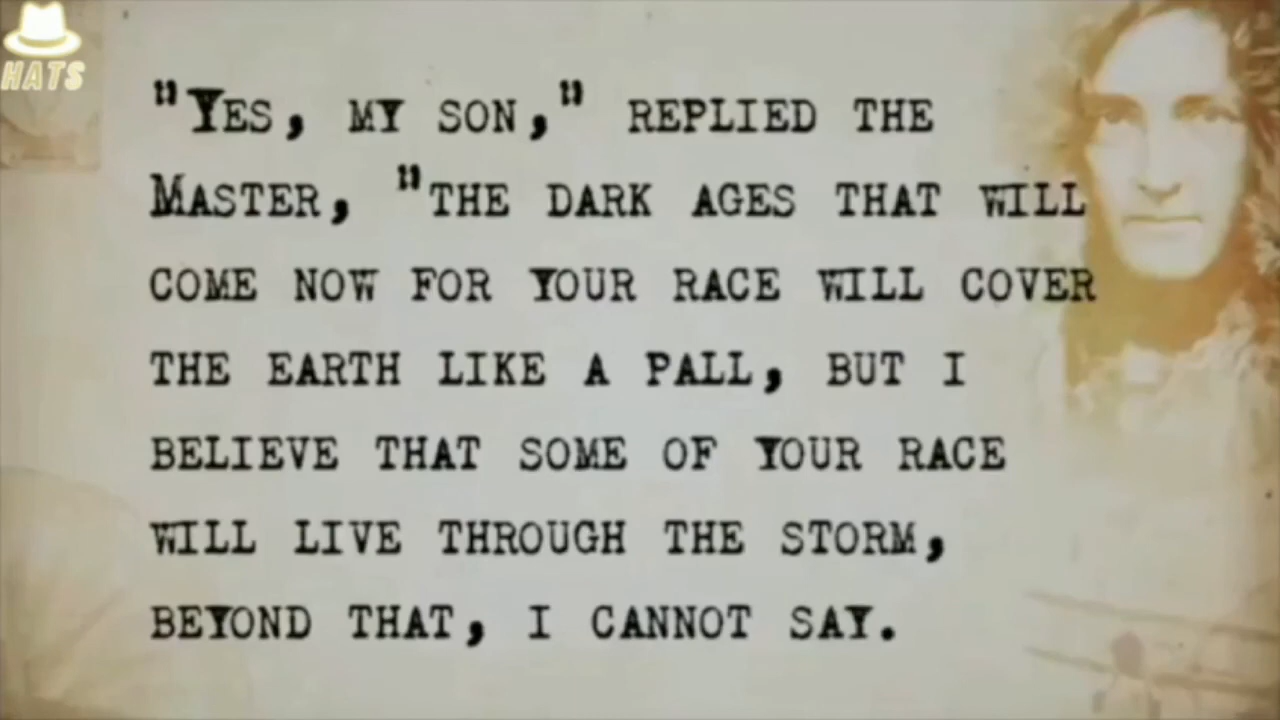 HATS
"YES, MY SON," REPLIED THE
MASTER, "THE DARK AGES THAT WILL
COME NOW FOR YOUR RACE WILL COVER
THE EARTH LIKE A PALL, BUT I
BELIEVE THAT SOME OF YOUR RACE
WILL LIVE THROUGH THE STORM,
BEYOND THAT, I CANNOT SAY.